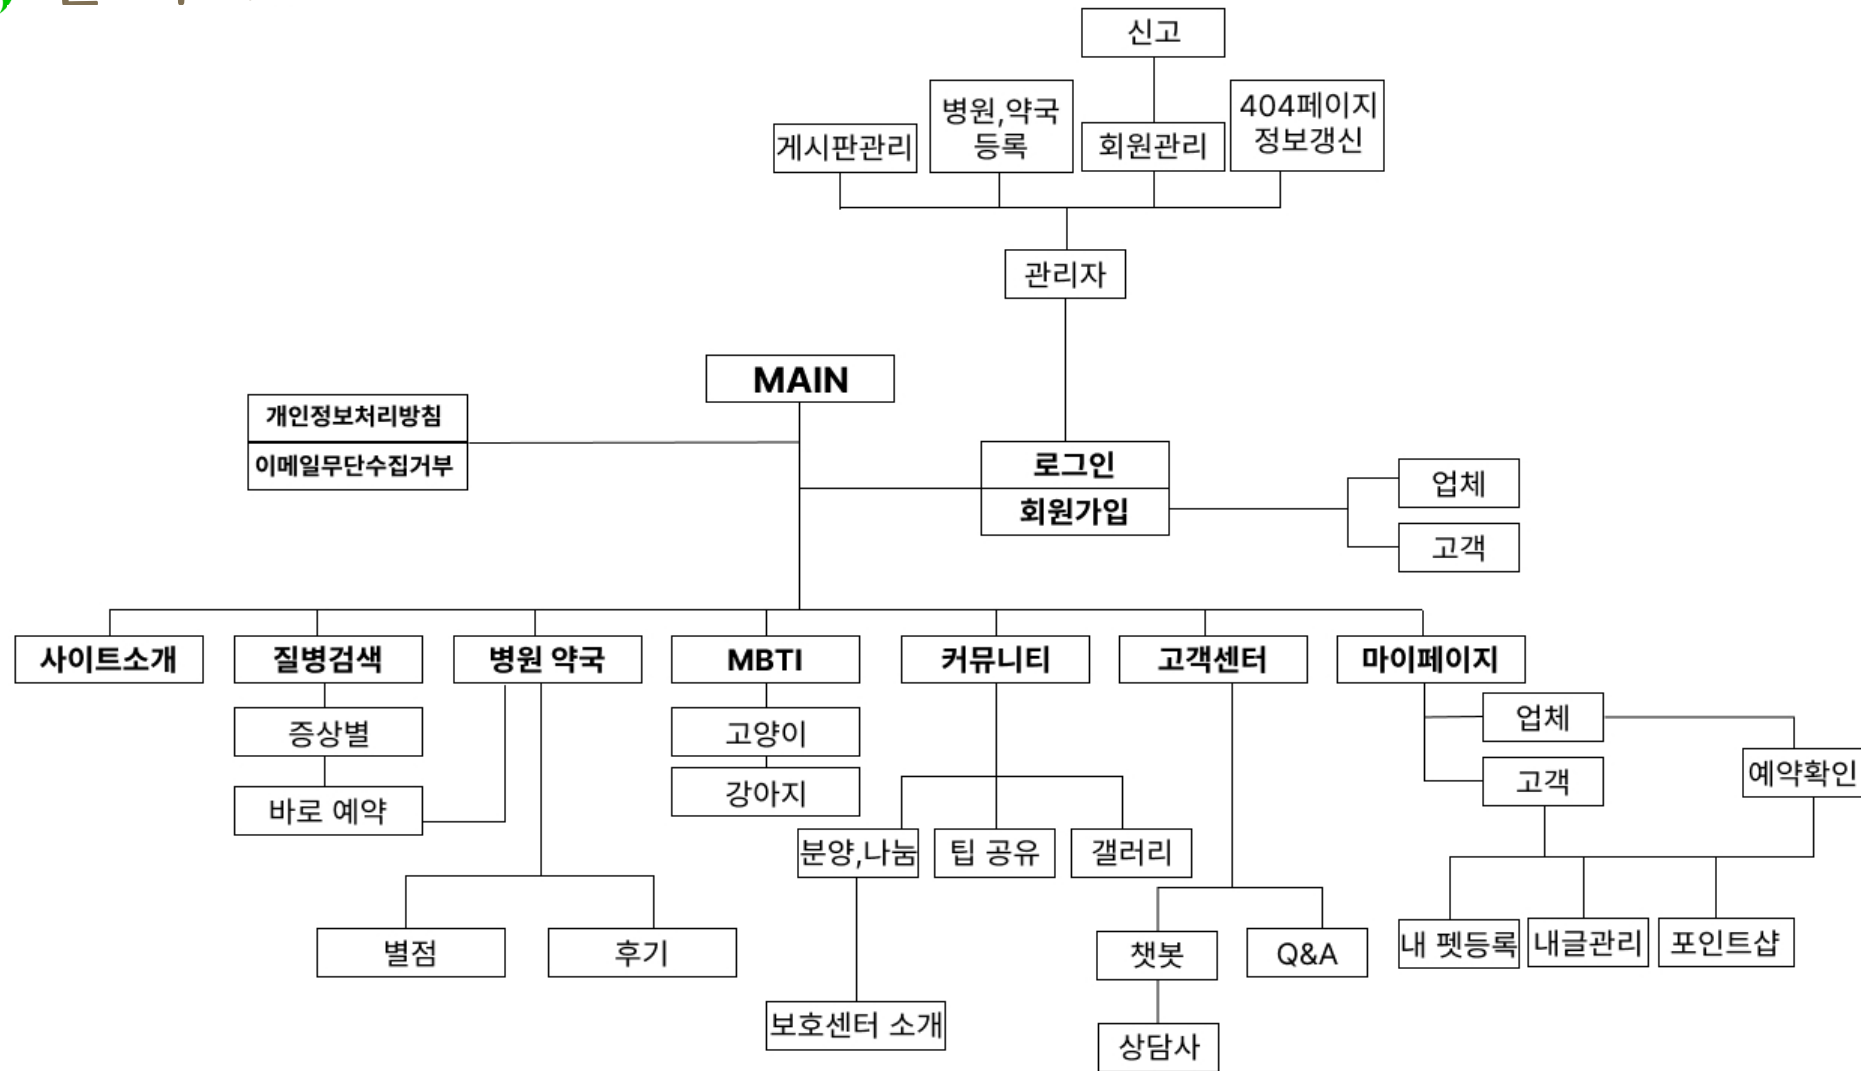 신고
병원,약국
등록
404페이지
정보갱신
게시판관리
회원관리
관리자
MAIN
개인정보처리방침
이메일무단수집거부
로그인
회원가입
업체
고객
사이트소개
질병검색
병원 약국
MBTI
커뮤니티
고객센터
마이페이지
증상별
바로 예약
고양이
강아지
업체
고객
예약확인
분양,나눔
팁 공유
갤러리
별점
후기
챗봇
Q&A
내 펫등록
내글관리
포인트샵
보호센터 소개
상담사